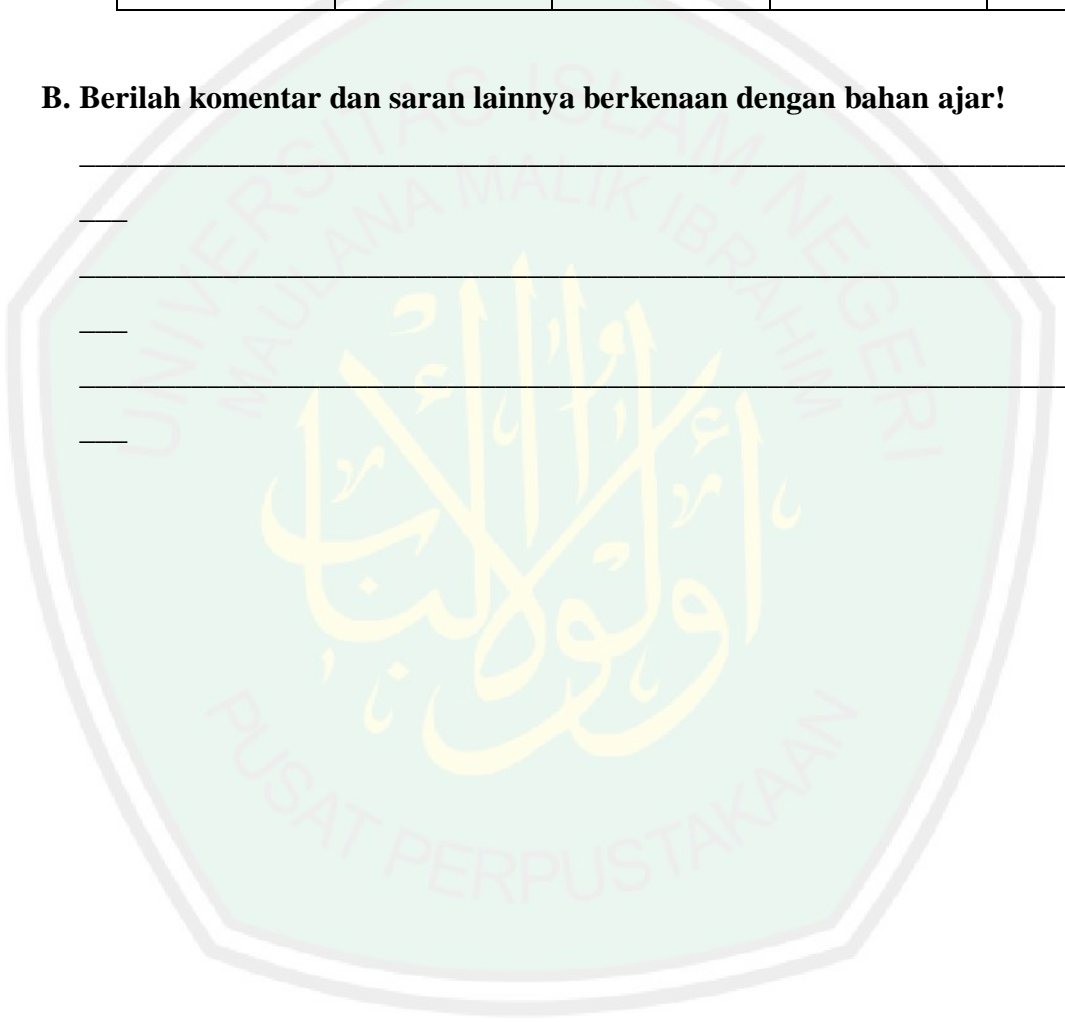 B. Berilah komentar dan saran lainnya berkenaan dengan bahan ajar!
UNIVERSITAS ISLAM NEGERI
MAULANA MALIK IBRAHIM
PUSAT PERPUSTAKAAN